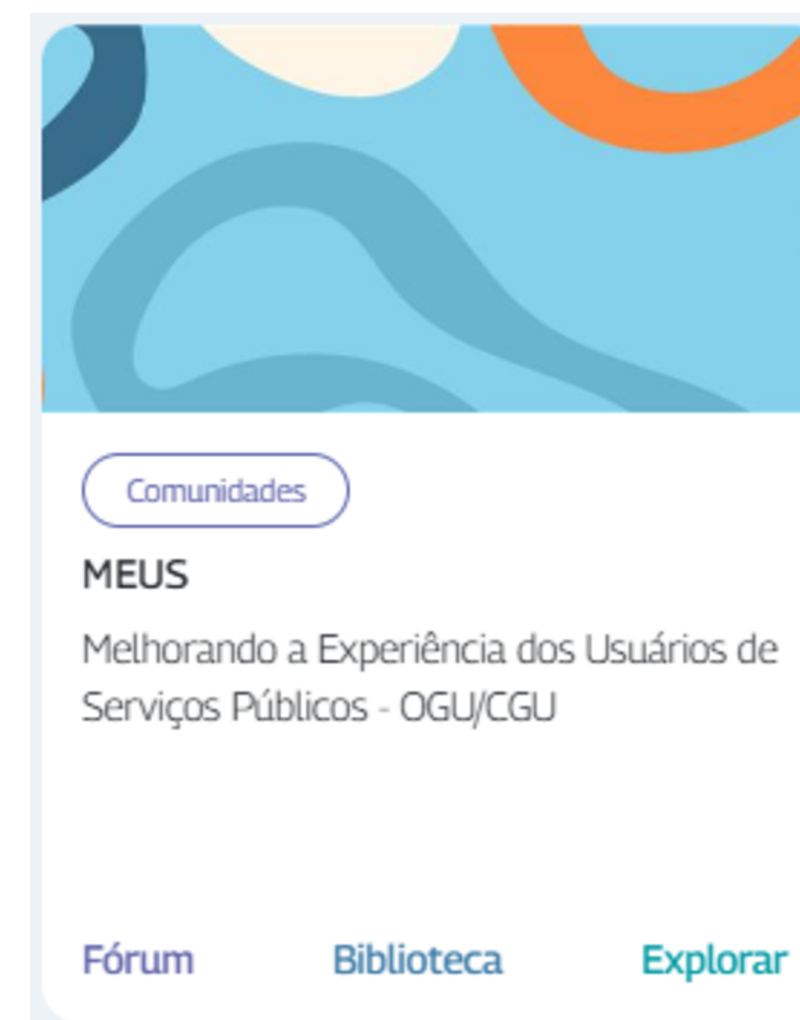 Comunidades
MEUS
Melhorando a Experiência dos Usuários de
Serviços Públicos - OGU/CGU
Fórum Biblioteca Explorar